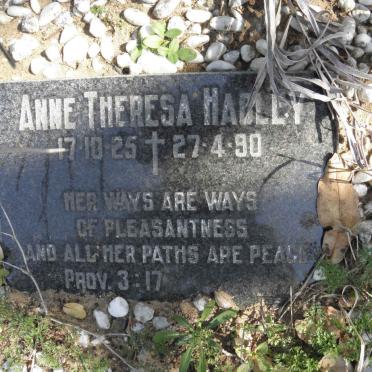 ANNE THERESA HADLEY
17·10·25 † 27·4·90
HER WAYS ARE WAYS
OF PLEASANTNESS
AND ALL HER PATHS ARE PEACE
PROV. 3:17